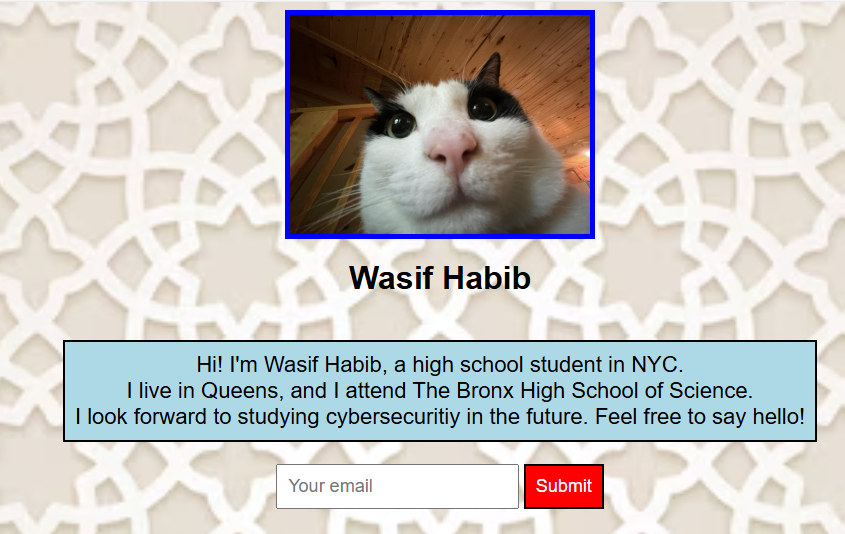 Wasif Habib
Hi! I'm Wasif Habib, a high school student in NYC.
I live in Queens, and I attend The Bronx High School of Science.
I look forward to studying cybersecuritiy in the future. Feel free to say hello!
Your email Submit